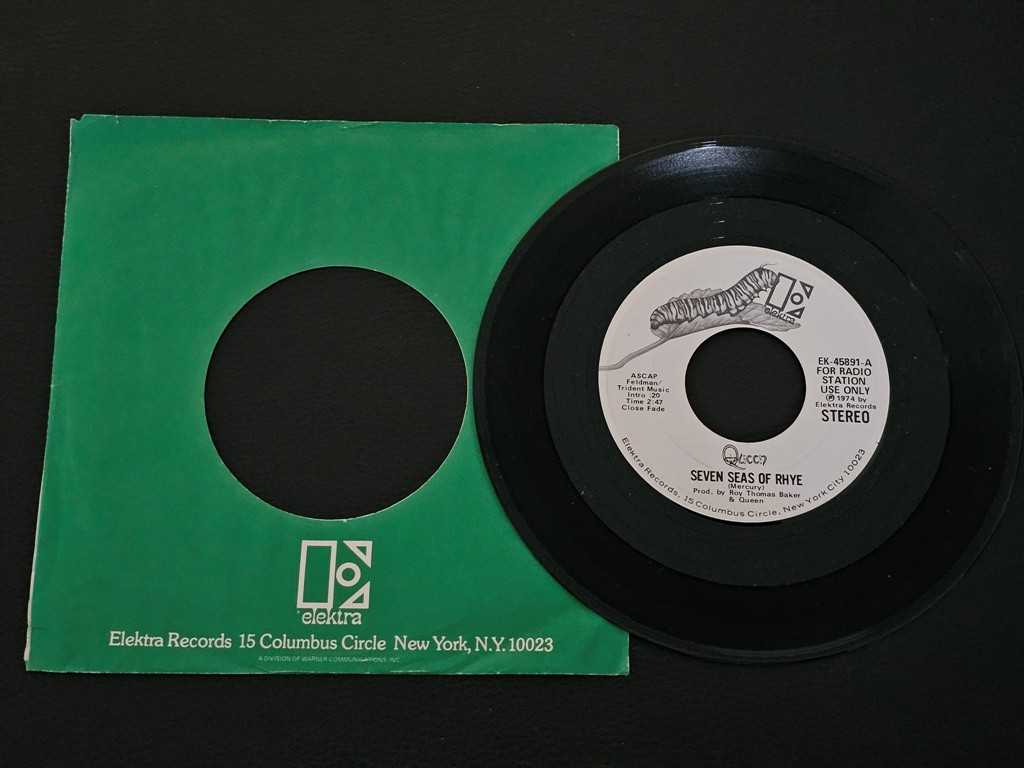 elektra
Elektra Records 15 Columbus Circle New York, N.Y. 10023
A DIVISION OF WARNER COMMUNICATIONS INC.
elektra
ASCAP
Feldman/
Trident Music
Intro .20
Time 2:47
Close Fade
EK-45891-A
FOR RADIO
STATION
USE ONLY
℗ 1974 by
Elektra Records
STEREO
Queen
SEVEN SEAS OF RHYE
(Mercury)
Prod. by Roy Thomas Baker
& Queen
Elektra Records, 15 Columbus Circle, New York City 10023